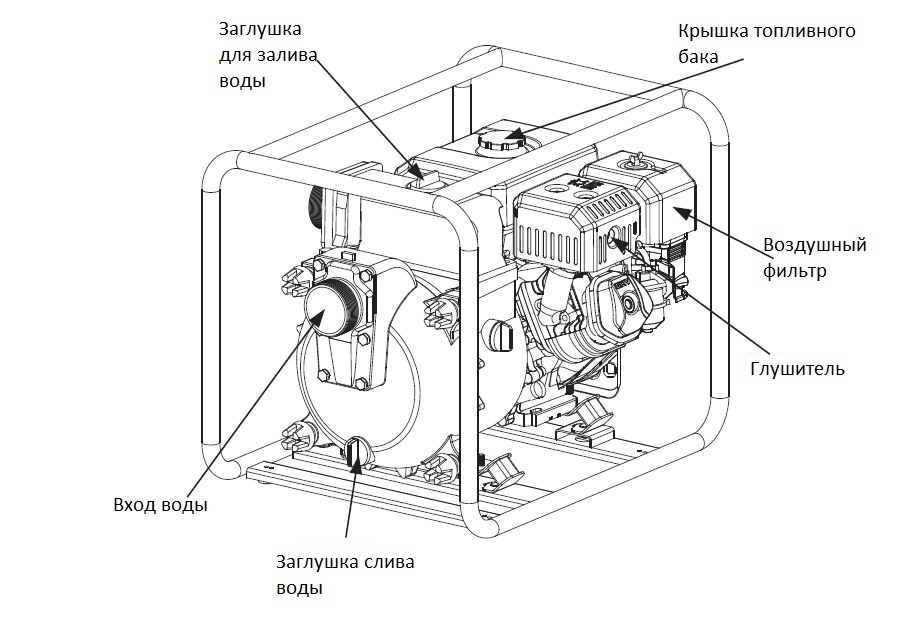 Заглушка
для залива
воды
Крышка топливного
бака
Воздушный
фильтр
Глушитель
Вход воды
Заглушка слива
воды